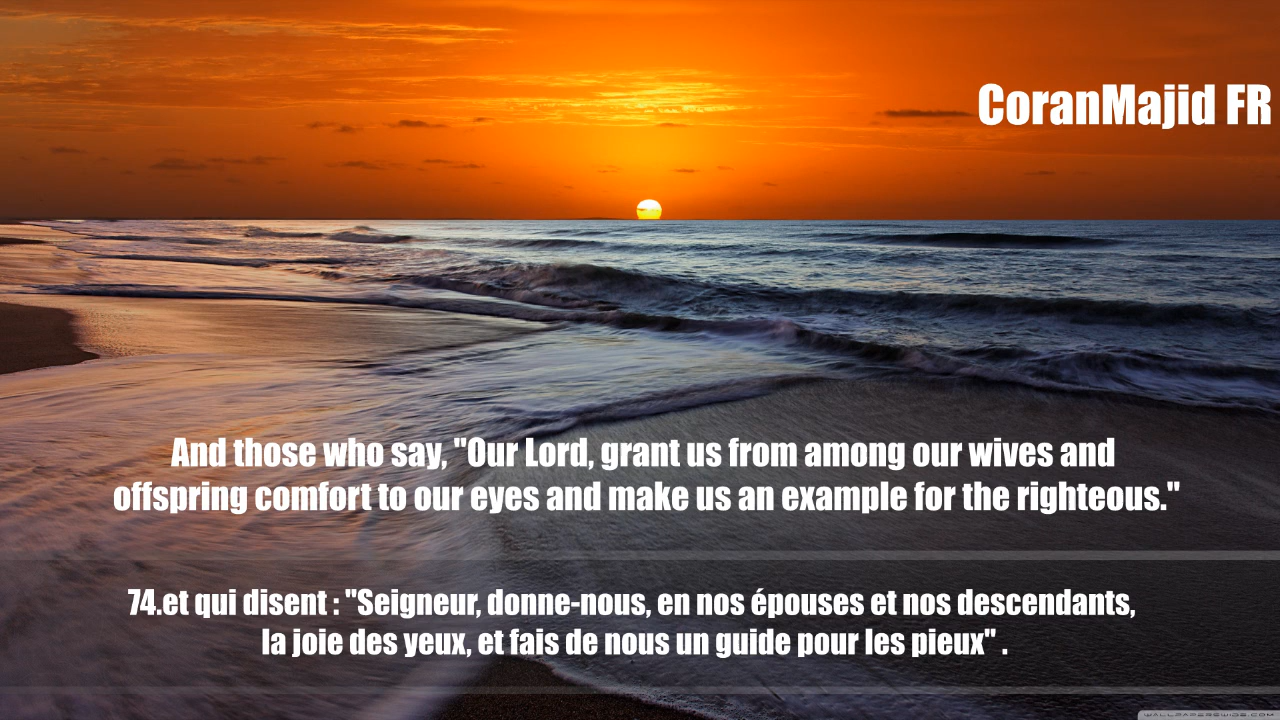 CoranMajid FR
And those who say, "Our Lord, grant us from among our wives and
offspring comfort to our eyes and make us an example for the righteous."
74.et qui disent : "Seigneur, donne-nous, en nos épouses et nos descendants,
la joie des yeux, et fais de nous un guide pour les pieux" .
WALLPAPERSWIDE.COM